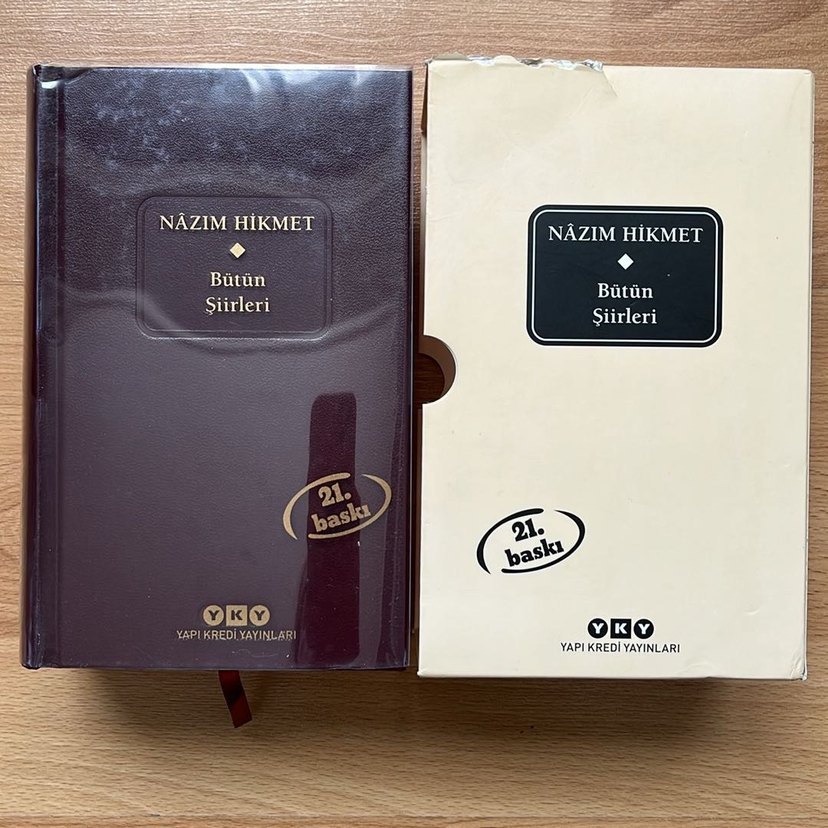 NÂZIM HİKMET
Bütün
Şiirleri
21.
baskı
YKY
YAPI KREDİ YAYINLARI
NÂZIM HİKMET
Bütün
Şiirleri
21.
baskı
YKY
YAPI KREDİ YAYINLARI